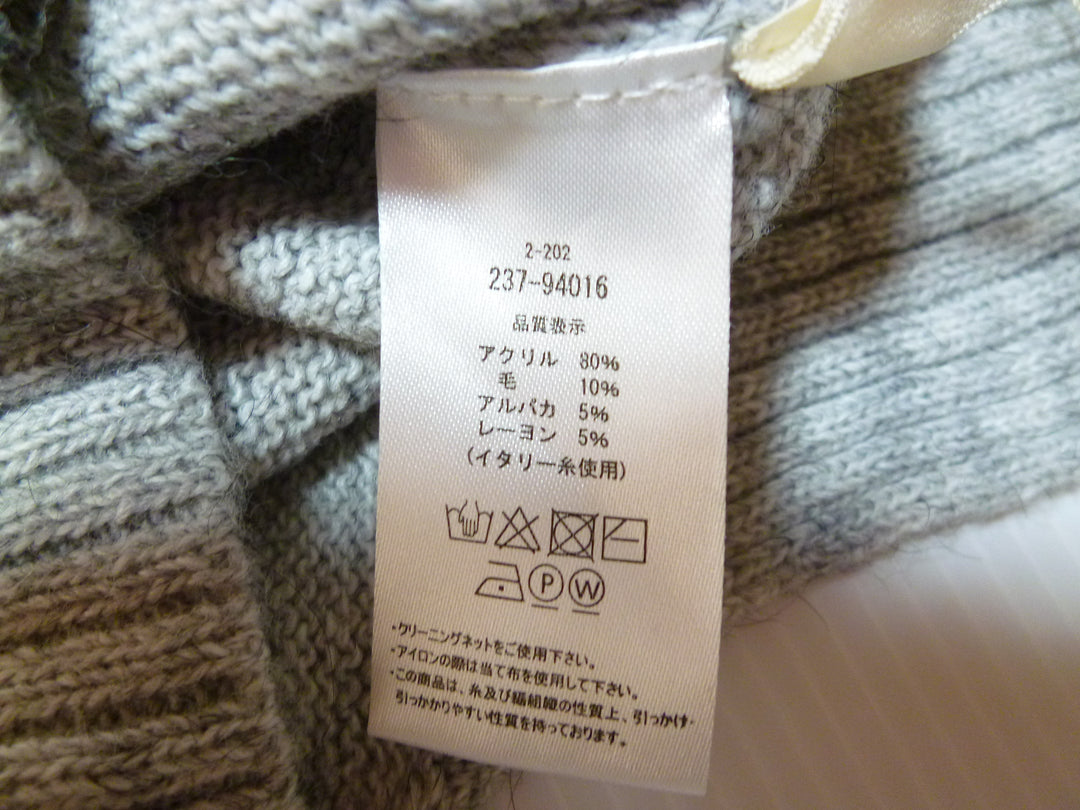 2-202
237-94016
品質表示
アクリル 80%
毛 10%
アルパカ 5%
レーヨン 5%
(イタリー糸使用)
P W
・クリーニングネットをご使用下さい。
・アイロンの際は当て布を使用して下さい。
・この商品は、糸及び編組織の性質上、引っかけ・
引っかかりやすい性質を持っております。